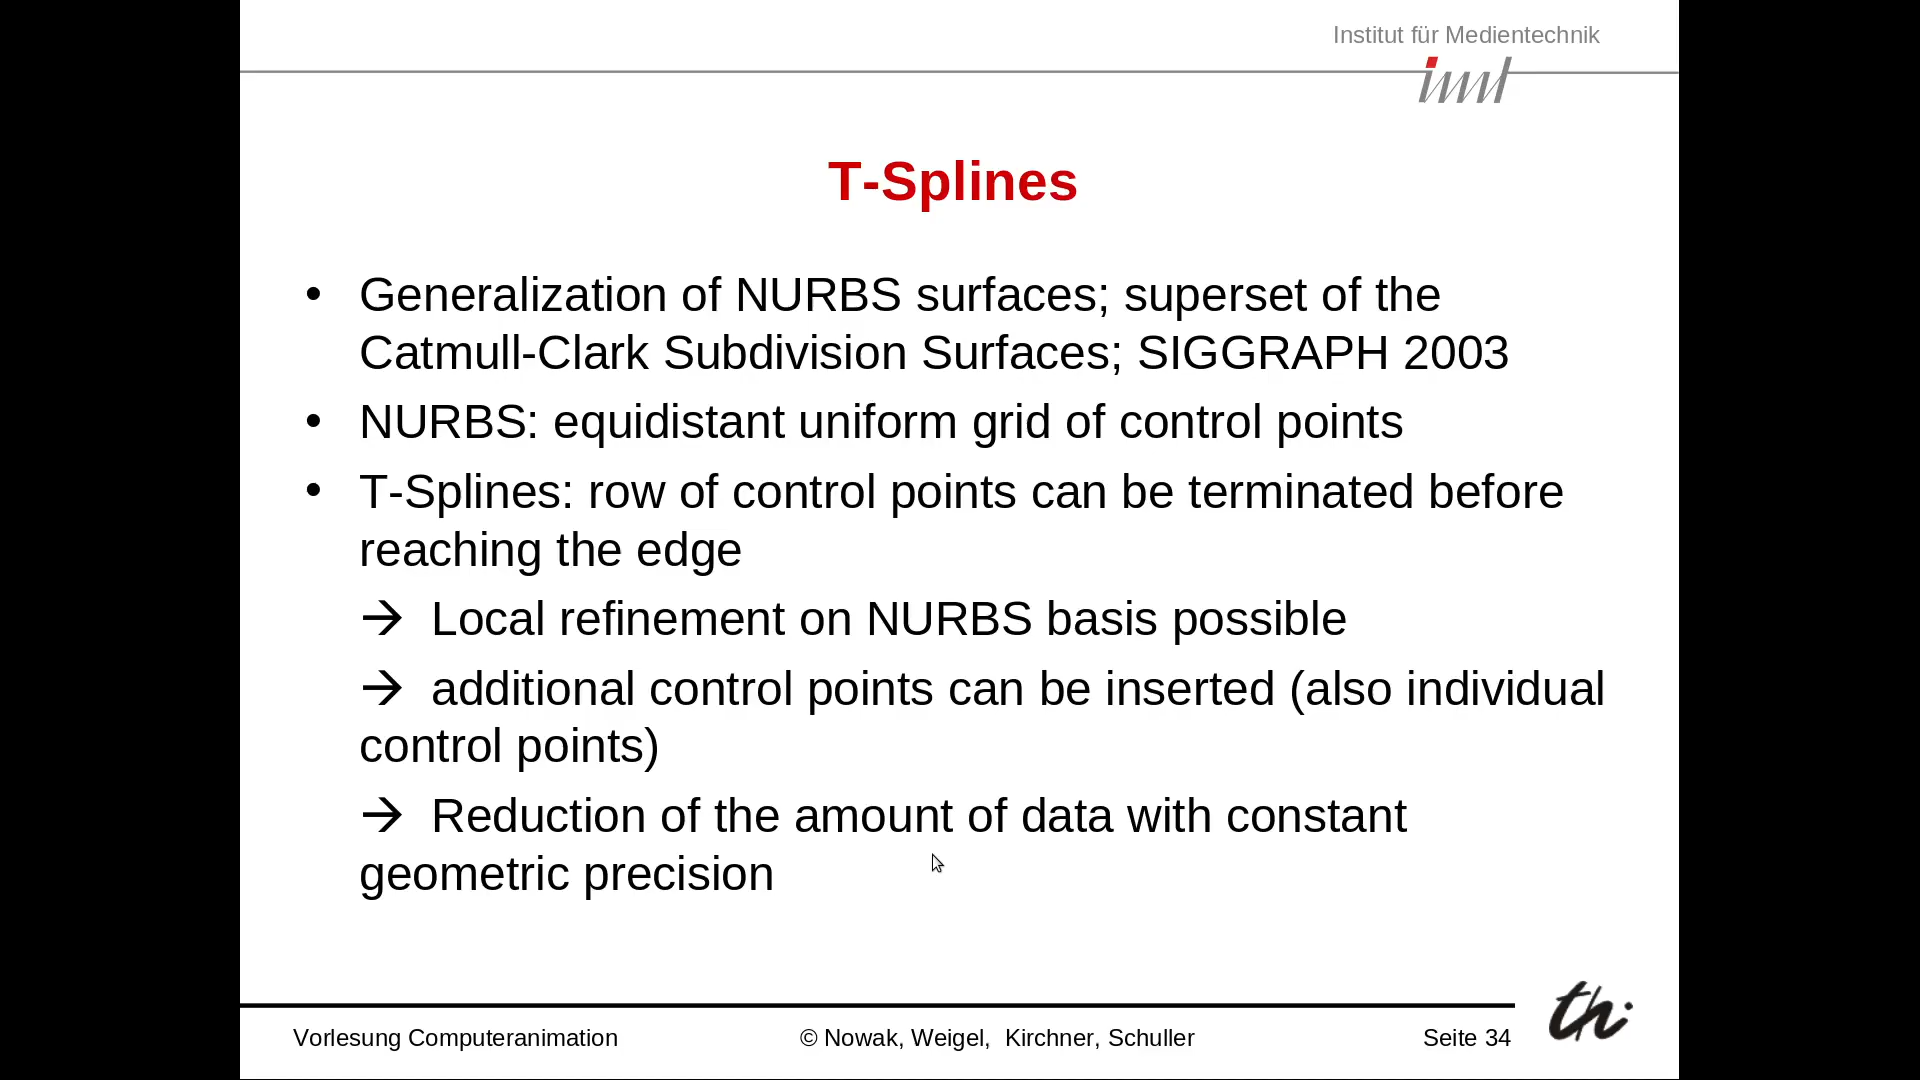 Institut für Medientechnik
iml
T-Splines
• Generalization of NURBS surfaces; superset of the
Catmull-Clark Subdivision Surfaces; SIGGRAPH 2003
• NURBS: equidistant uniform grid of control points
• T-Splines: row of control points can be terminated before
reaching the edge
→ Local refinement on NURBS basis possible
→ additional control points can be inserted (also individual
control points)
→ Reduction of the amount of data with constant
geometric precision
th
Vorlesung Computeranimation
© Nowak, Weigel, Kirchner, Schuller
Seite 34